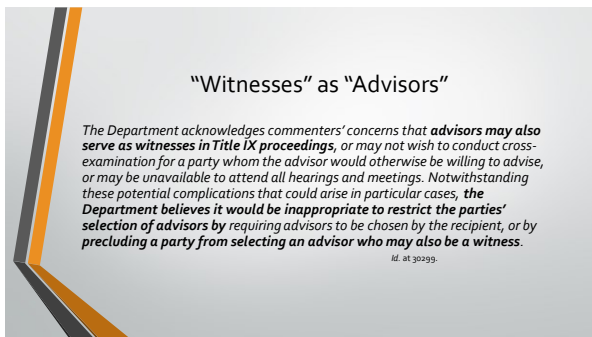 “Witnesses” as “Advisors”
The Department acknowledges commenters’ concerns that advisors may also
serve as witnesses in Title IX proceedings, or may not wish to conduct cross-
examination for a party whom the advisor would otherwise be willing to advise,
or may be unavailable to attend all hearings and meetings. Notwithstanding
these potential complications that could arise in particular cases, the
Department believes it would be inappropriate to restrict the parties’
selection of advisors by requiring advisors to be chosen by the recipient, or by
precluding a party from selecting an advisor who may also be a witness.
Id. at 30299.